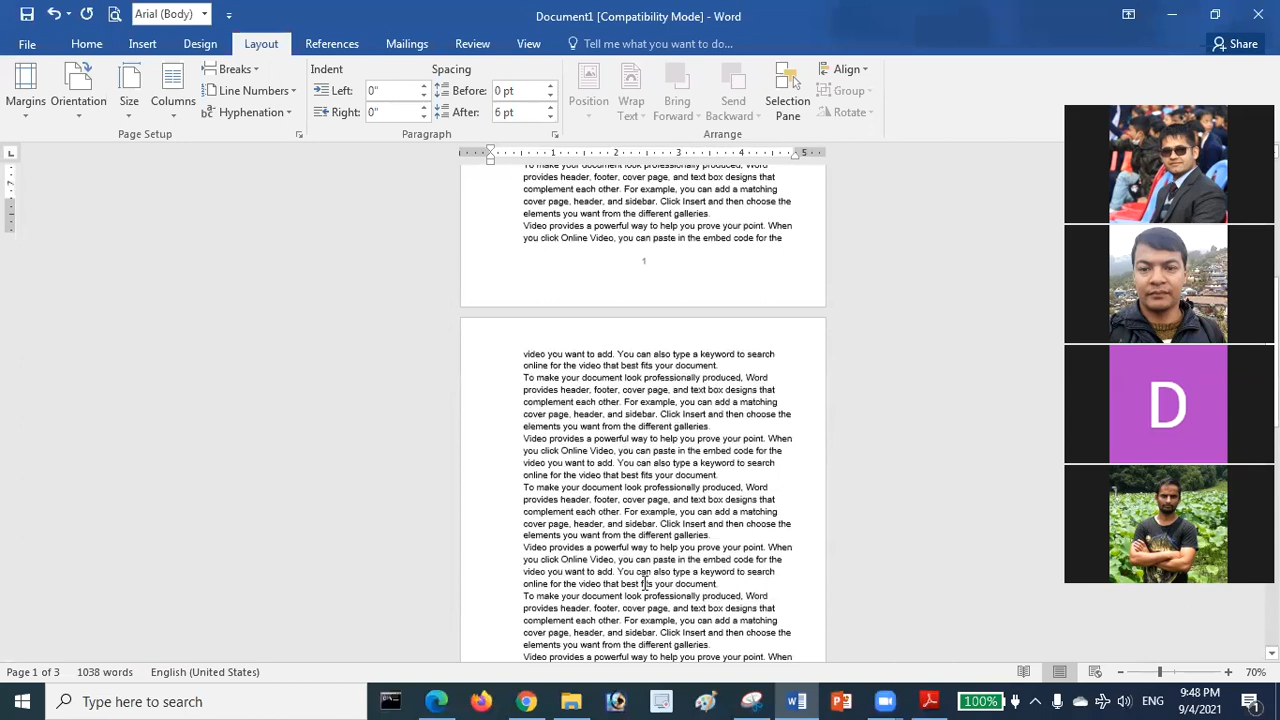 Arial (Body)
Document1 [Compatibility Mode] - Word
File Home Insert Design Layout References Mailings Review View Tell me what you want to do... Share
Margins Orientation Size Columns
Breaks
Line Numbers
Hyphenation
Page Setup
Indent
Left: 0"
Right: 0"
Spacing
Before: 0 pt
After: 6 pt
Paragraph
Position
Wrap Text
Bring Forward
Send Backward
Selection Pane
Align
Group
Rotate
Arrange
1 2 3 4 5
To make your document look professionally produced, Word
provides header, footer, cover page, and text box designs that
complement each other. For example, you can add a matching
cover page, header, and sidebar. Click Insert and then choose the
elements you want from the different galleries.
Video provides a powerful way to help you prove your point. When
you click Online Video, you can paste in the embed code for the
1
video you want to add. You can also type a keyword to search
online for the video that best fits your document.
To make your document look professionally produced, Word
provides header, footer, cover page, and text box designs that
complement each other. For example, you can add a matching
cover page, header, and sidebar. Click Insert and then choose the
elements you want from the different galleries.
Video provides a powerful way to help you prove your point. When
you click Online Video, you can paste in the embed code for the
video you want to add. You can also type a keyword to search
online for the video that best fits your document.
To make your document look professionally produced, Word
provides header, footer, cover page, and text box designs that
complement each other. For example, you can add a matching
cover page, header, and sidebar. Click Insert and then choose the
elements you want from the different galleries.
Video provides a powerful way to help you prove your point. When
you click Online Video, you can paste in the embed code for the
video you want to add. You can also type a keyword to search
online for the video that best fits your document.
To make your document look professionally produced, Word
provides header, footer, cover page, and text box designs that
complement each other. For example, you can add a matching
cover page, header, and sidebar. Click Insert and then choose the
elements you want from the different galleries.
Video provides a powerful way to help you prove your point. When
D
Page 1 of 3 1038 words English (United States) 70%
Type here to search
100%
ENG
9:48 PM
9/4/2021